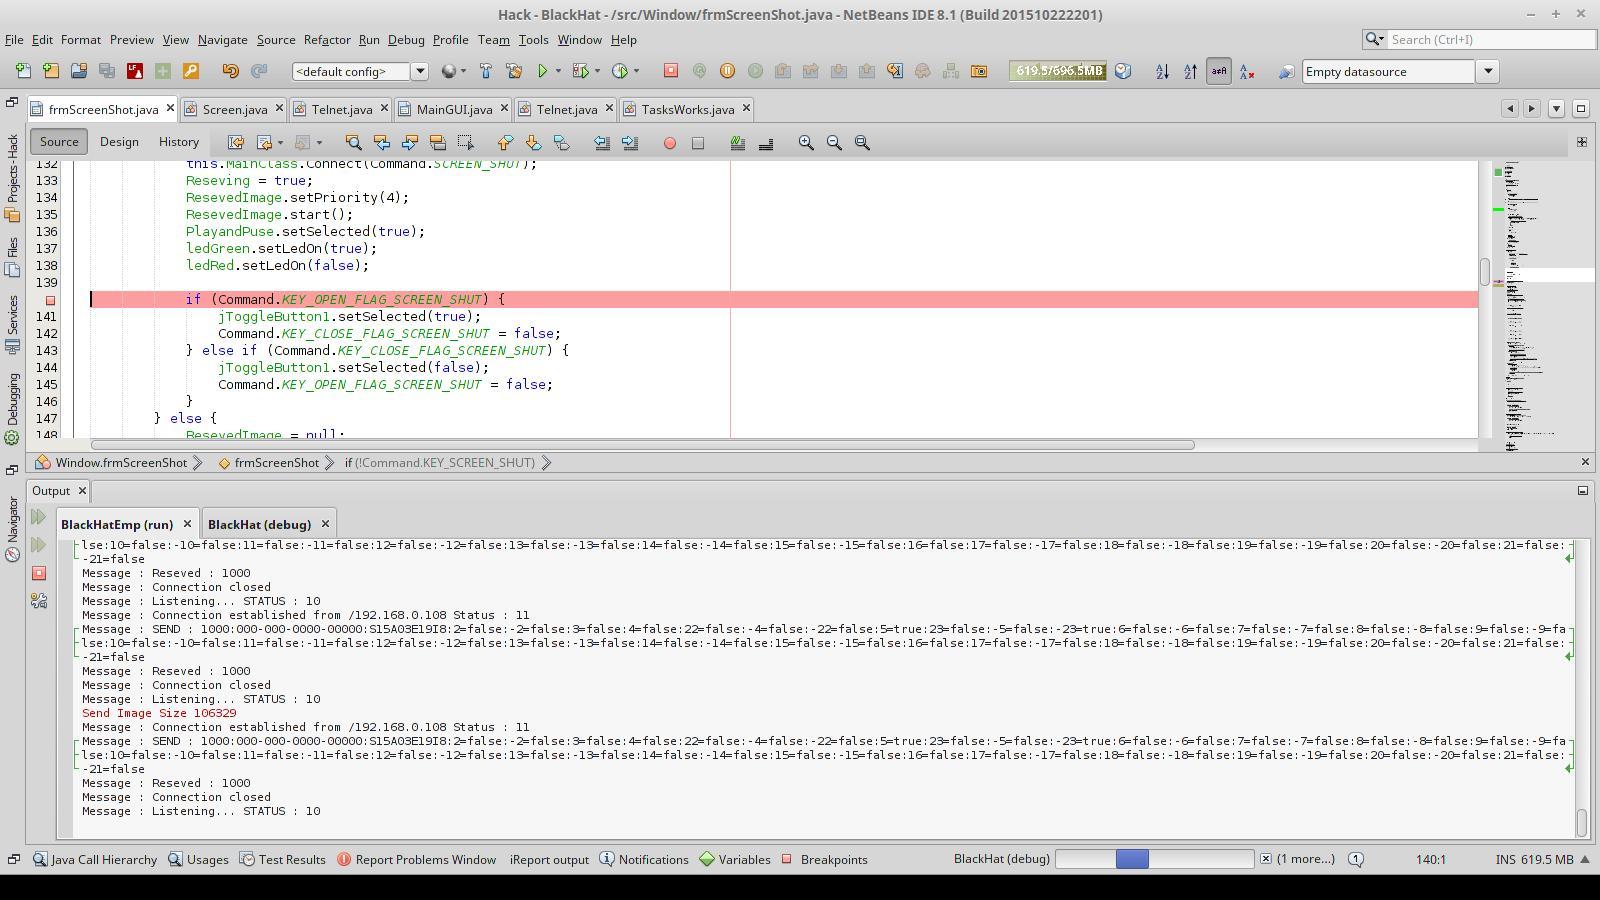 Hack - BlackHat - /src/Window/frmScreenShot.java - NetBeans IDE 8.1 (Build 201510222201)
File Edit Format Preview View Navigate Source Refactor Run Debug Profile Team Tools Window Help
Search (Ctrl+I)
<default config>
619.5/696.5MB
Empty datasource
frmScreenShot.java Screen.java Telnet.java MainGUI.java Telnet.java TasksWorks.java
Source Design History
Projects - Hack
Files
Services
Debugging
Navigator
132 this.MainClass.Connect(Command.SCREEN_SHUT);
133 Reseving = true;
134 ResevedImage.setPriority(4);
135 ResevedImage.start();
136 PlayandPuse.setSelected(true);
137 ledGreen.setLedOn(true);
138 ledRed.setLedOn(false);
139
if (Command.KEY_OPEN_FLAG_SCREEN_SHUT) {
141 jToggleButton1.setSelected(true);
142 Command.KEY_CLOSE_FLAG_SCREEN_SHUT = false;
143 } else if (Command.KEY_CLOSE_FLAG_SCREEN_SHUT) {
144 jToggleButton1.setSelected(false);
145 Command.KEY_OPEN_FLAG_SCREEN_SHUT = false;
146 }
147 } else {
148 ResevedImage = null;
Window.frmScreenShot frmScreenShot if (!Command.KEY_SCREEN_SHUT)
Output
BlackHatEmp (run) BlackHat (debug)
lse:10=false:-10=false:11=false:-11=false:12=false:-12=false:13=false:-13=false:14=false:-14=false:15=false:-15=false:16=false:17=false:-17=false:18=false:-18=false:19=false:-19=false:20=false:-20=false:21=false:
-21=false
Message : Reseved : 1000
Message : Connection closed
Message : Listening... STATUS : 10
Message : Connection established from /192.168.0.108 Status : 11
Message : SEND : 1000:000-000-0000-00000:S15A03E19I8:2=false:-2=false:3=false:4=false:22=false:-4=false:-22=false:5=true:23=false:-5=false:-23=true:6=false:-6=false:7=false:-7=false:8=false:-8=false:9=false:-9=fa
lse:10=false:-10=false:11=false:-11=false:12=false:-12=false:13=false:-13=false:14=false:-14=false:15=false:-15=false:16=false:17=false:-17=false:18=false:-18=false:19=false:-19=false:20=false:-20=false:21=false:
-21=false
Message : Reseved : 1000
Message : Connection closed
Message : Listening... STATUS : 10
Send Image Size 106329
Message : Connection established from /192.168.0.108 Status : 11
Message : SEND : 1000:000-000-0000-00000:S15A03E19I8:2=false:-2=false:3=false:4=false:22=false:-4=false:-22=false:5=true:23=false:-5=false:-23=true:6=false:-6=false:7=false:-7=false:8=false:-8=false:9=false:-9=fa
lse:10=false:-10=false:11=false:-11=false:12=false:-12=false:13=false:-13=false:14=false:-14=false:15=false:-15=false:16=false:17=false:-17=false:18=false:-18=false:19=false:-19=false:20=false:-20=false:21=false:
-21=false
Message : Reseved : 1000
Message : Connection closed
Message : Listening... STATUS : 10
Java Call Hierarchy Usages Test Results Report Problems Window iReport output Notifications Variables Breakpoints BlackHat (debug) (1 more...) 1 140:1 INS 619.5 MB